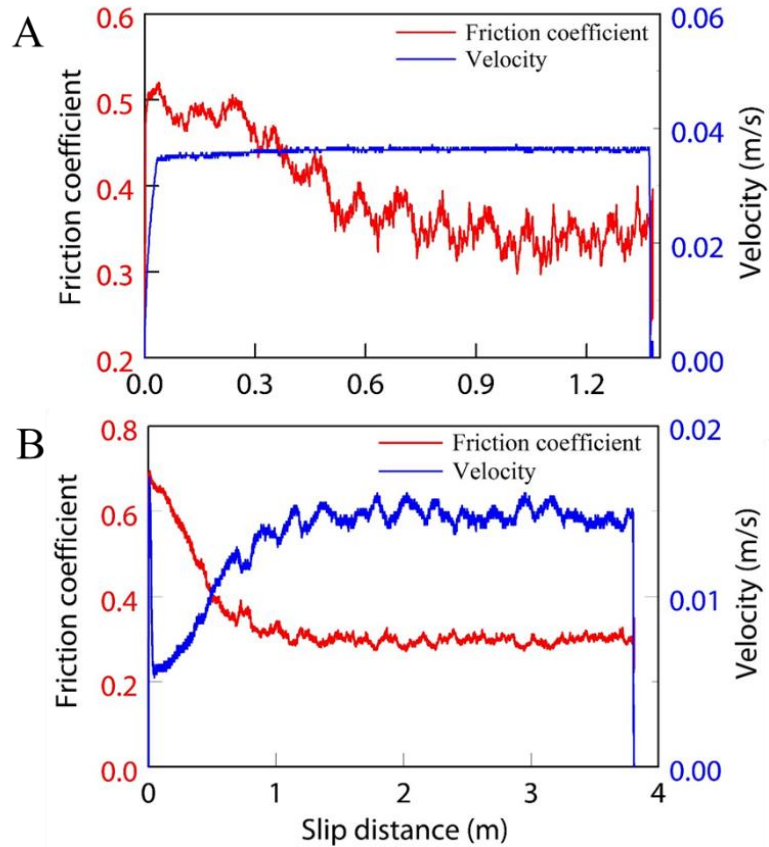 A
Friction coefficient
Velocity
0.6
0.5
0.4
0.3
0.2
0.06
0.04
0.02
0.00
Friction coefficient
Velocity (m/s)
0.0 0.3 0.6 0.9 1.2
B
Friction coefficient
Velocity
0.8
0.6
0.4
0.2
0.0
0.02
0.01
0.00
Friction coefficient
Velocity (m/s)
0 1 2 3 4
Slip distance (m)